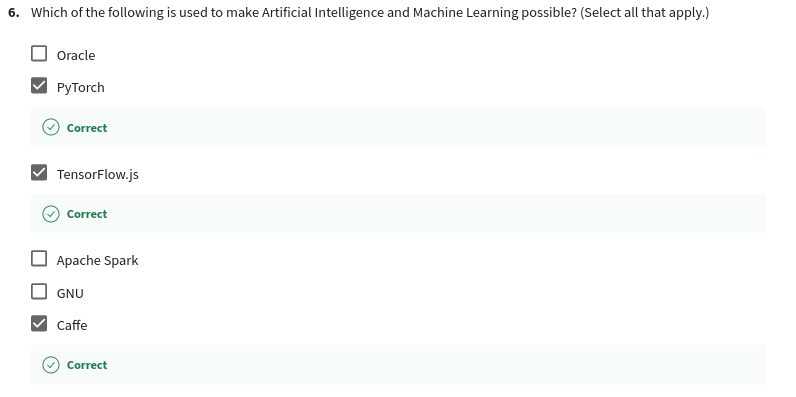 6. Which of the following is used to make Artificial Intelligence and Machine Learning possible? (Select all that apply.)
Oracle
PyTorch
Correct
TensorFlow.js
Correct
Apache Spark
GNU
Caffe
Correct